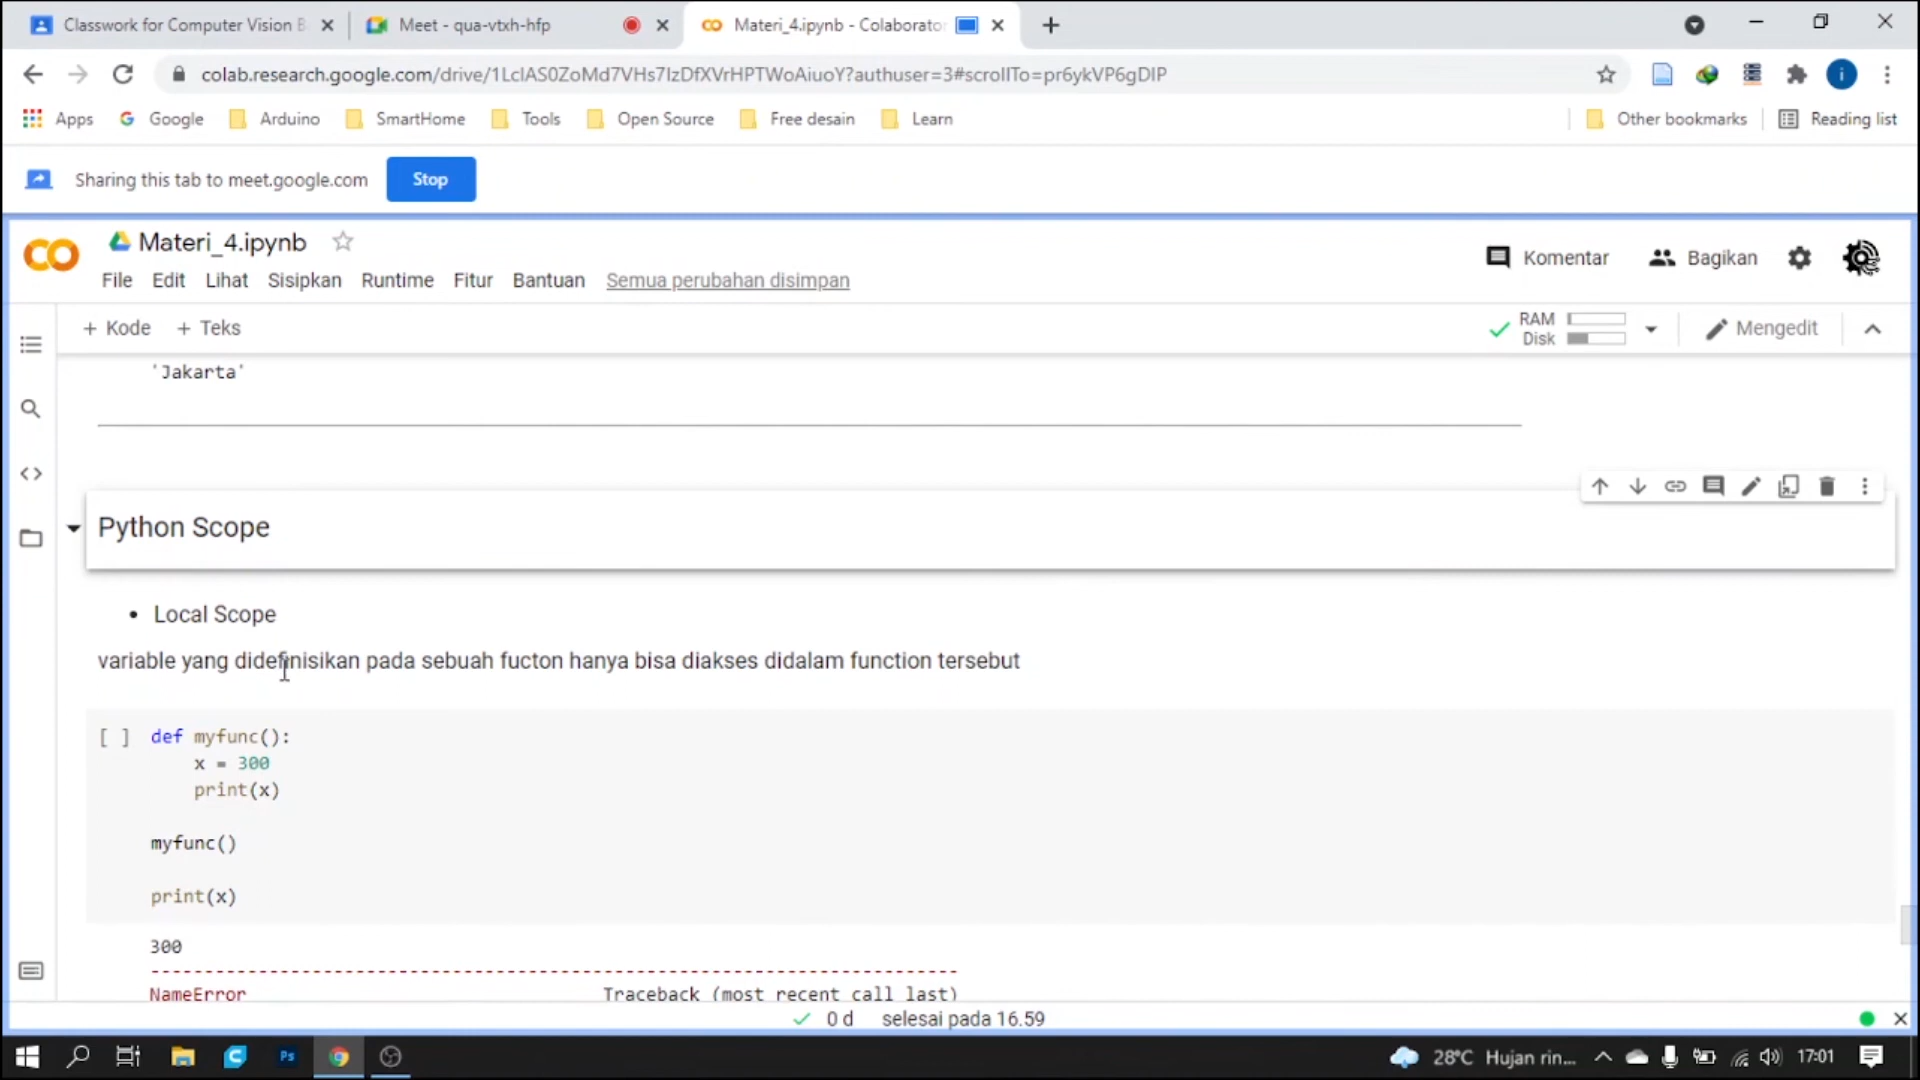 Classwork for Computer Vision B
Meet - qua-vtxh-hfp
Materi_4.ipynb - Colaborator
colab.research.google.com/drive/1LclAS0ZoMd7VHs7IzDfXVrHPTWoAiuoY?authuser=3#scrollTo=pr6ykVP6gDIP
i
Apps
Google
Arduino
SmartHome
Tools
Open Source
Free desain
Learn
Other bookmarks
Reading list
Sharing this tab to meet.google.com
Stop
Materi_4.ipynb
Komentar
Bagikan
File Edit Lihat Sisipkan Runtime Fitur Bantuan Semua perubahan disimpan
+ Kode + Teks
RAM
Disk
Mengedit
'Jakarta'
Python Scope
• Local Scope
variable yang didefinisikan pada sebuah fucton hanya bisa diakses didalam function tersebut
[ ] def myfunc():
x = 300
print(x)
myfunc()
print(x)
300
---------------------------------------------------------------------------
NameError Traceback (most recent call last)
0 d selesai pada 16.59
Ps
28°C Hujan rin...
17:01